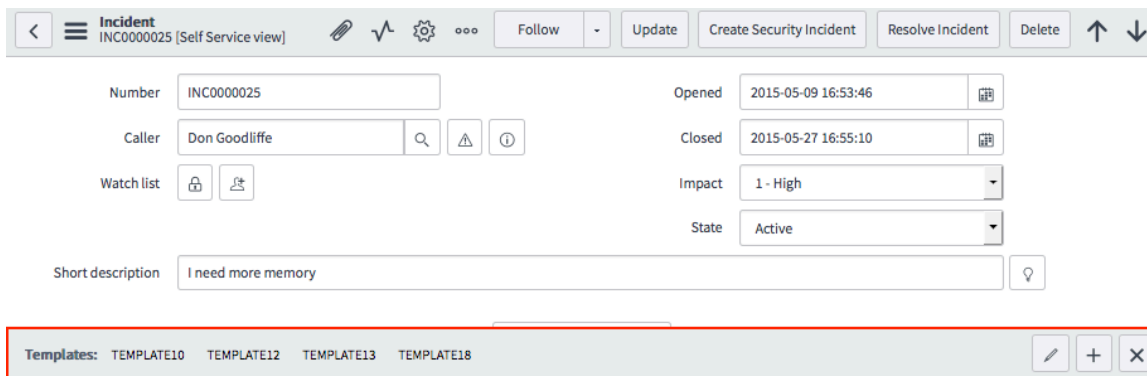 Incident
INC0000025 [Self Service view]
Follow
Update
Create Security Incident
Resolve Incident
Delete
Number INC0000025
Opened 2015-05-09 16:53:46
Caller Don Goodliffe
Closed 2015-05-27 16:55:10
Watch list
Impact 1 - High
State Active
Short description I need more memory
Templates: TEMPLATE10 TEMPLATE12 TEMPLATE13 TEMPLATE18